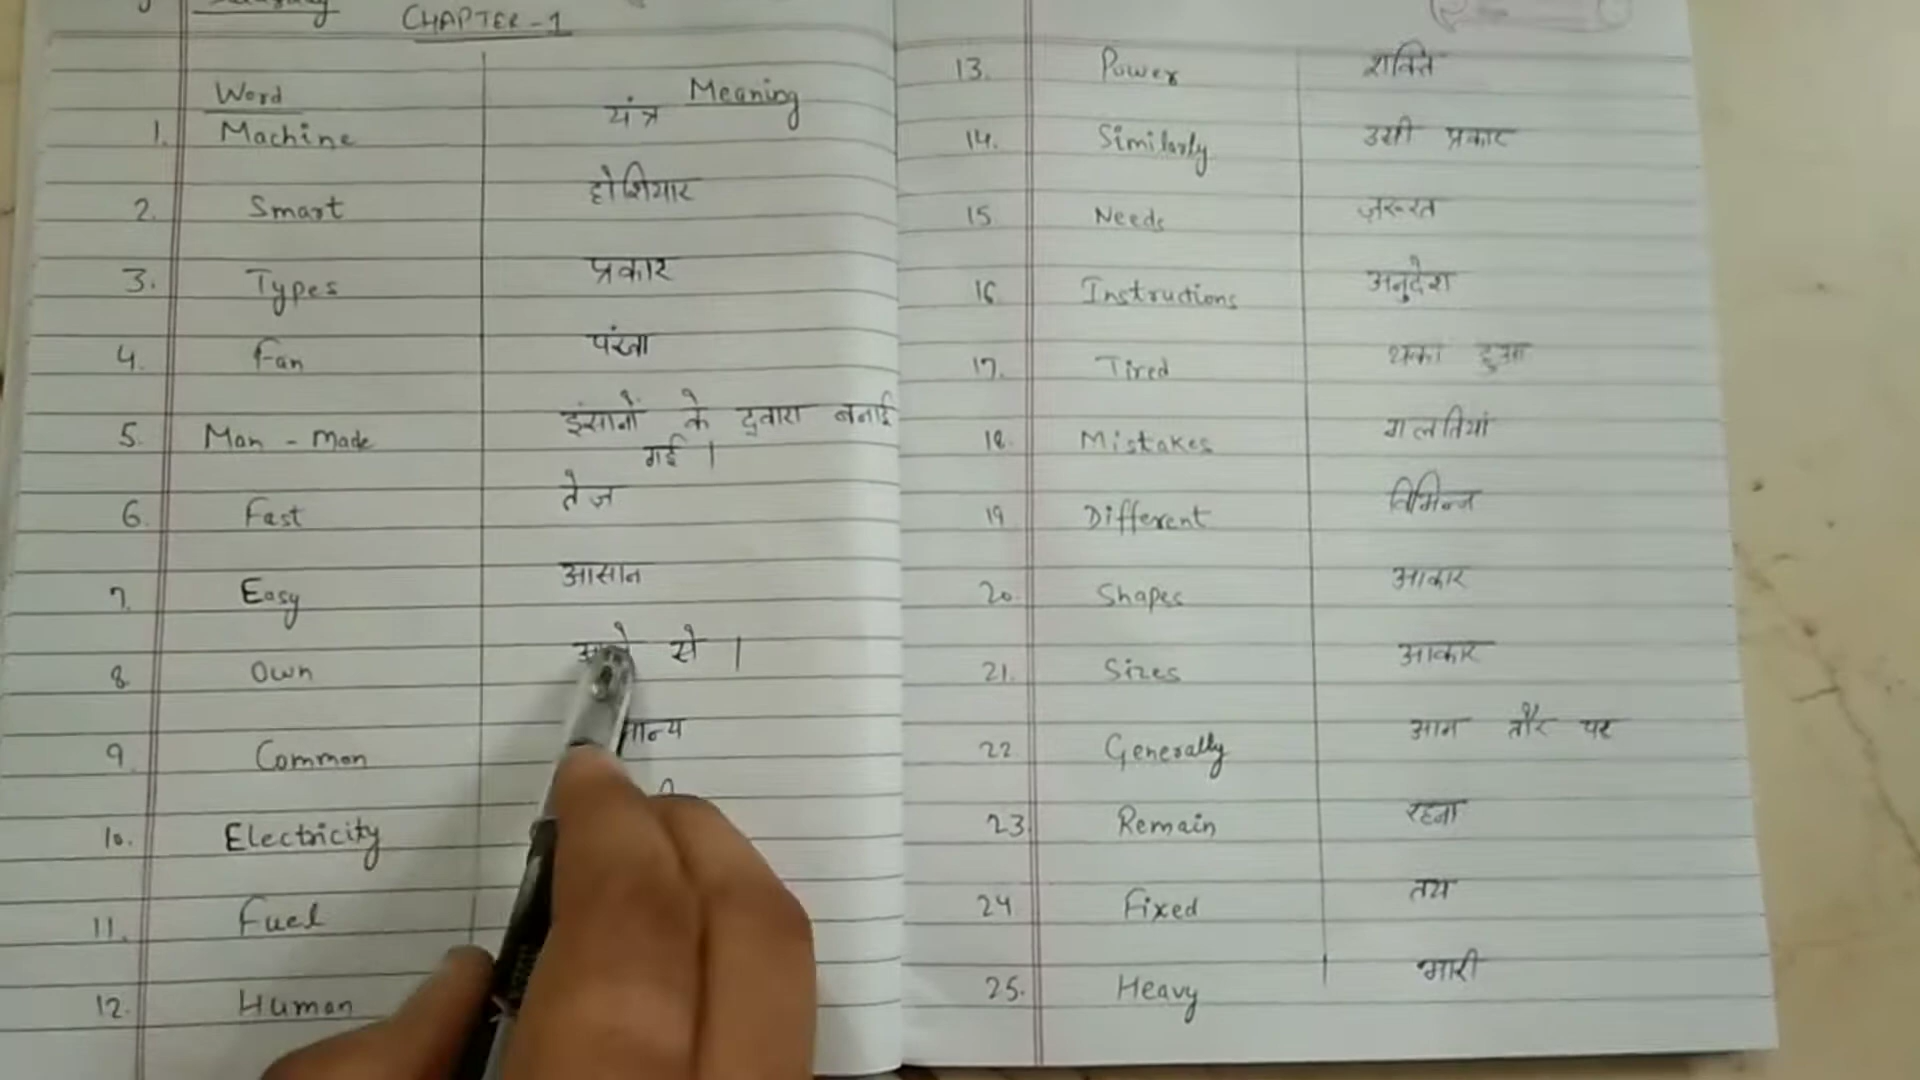 CHAPTER-1
Word Meaning
1. Machine यंत्र
2. Smart होशियार
3. Types प्रकार
4. Fan पंखा
5. Man - Made इंसानों के द्वारा बनाई
गई ।
6. Fast तेज
7. Easy आसान
8 Own से ।
9. Common
10. Electricity
11. Fuel
12. Human
13. Power शक्ति
14. Similarly उसी प्रकार
15 Needs ज़रूरत
16 Instructions अनुदेश
17. Tired थका हुआ
18. Mistakes गलतियां
19 Different विभिन्न
20 Shapes आकार
21. Sizes आकार
22 Generally आम तौर पर
23 Remain रहना
24 Fixed तय
25. Heavy भारी